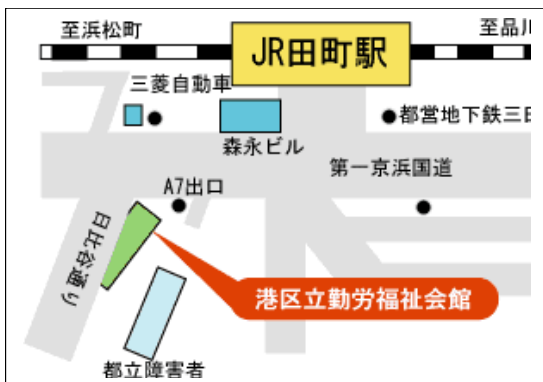 至浜松町
至品川
JR田町駅
三菱自動車
都営地下鉄三田
森永ビル
第一京浜国道
A7出口
日比谷通り
港区立勤労福祉会館
都立障害者